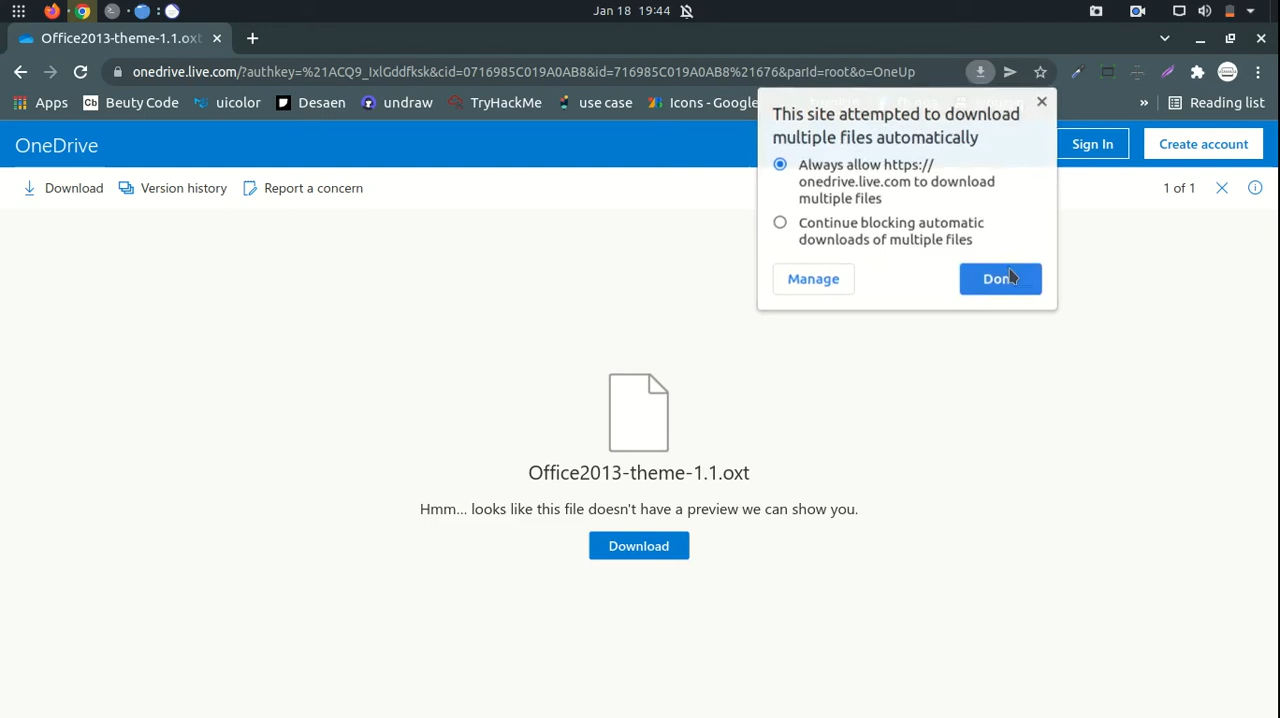 Jan 18 19:44
Office2013-theme-1.1.oxt
onedrive.live.com/?authkey=%21ACQ9_IxlGddfksk&cid=0716985C019A0AB8&id=716985C019A0AB8%21676&parId=root&o=OneUp
Apps Cb Beuty Code uicolor Desaen undraw TryHackMe use case Icons - Google » Reading list
This site attempted to download
multiple files automatically
Always allow https://
onedrive.live.com to download
multiple files
Continue blocking automatic
downloads of multiple files
Manage
OneDrive Sign In Create account
Download Version history Report a concern 1 of 1
Office2013-theme-1.1.oxt
Hmm... looks like this file doesn't have a preview we can show you.
Download